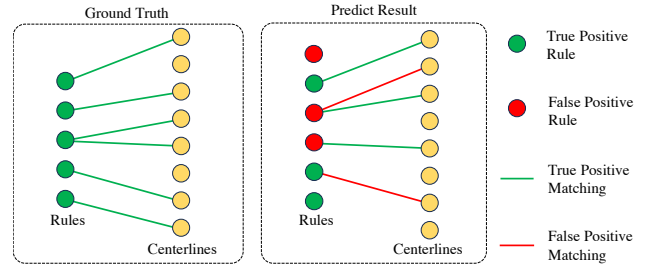 Ground Truth
Predict Result
Rules
Centerlines
Rules
Centerlines
True Positive
Rule
False Positive
Rule
True Positive
Matching
False Positive
Matching